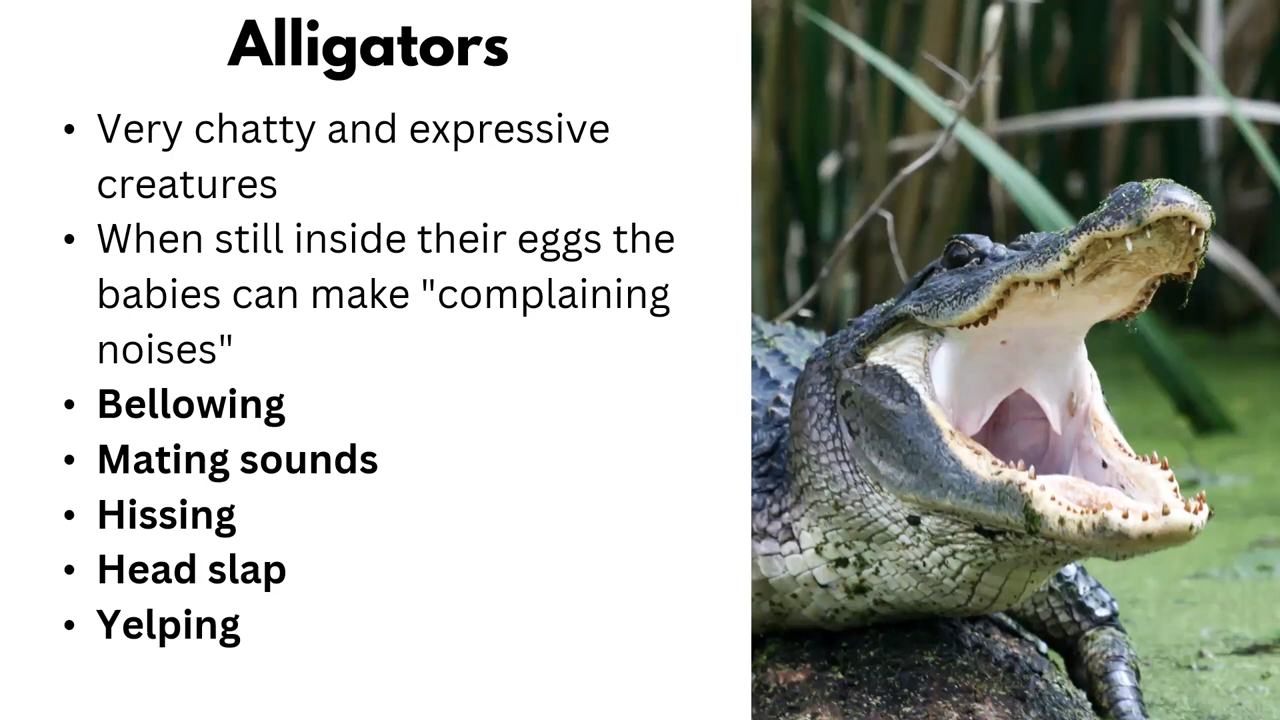 Alligators
• Very chatty and expressive
creatures
• When still inside their eggs the
babies can make "complaining
noises"
• Bellowing
• Mating sounds
• Hissing
• Head slap
• Yelping